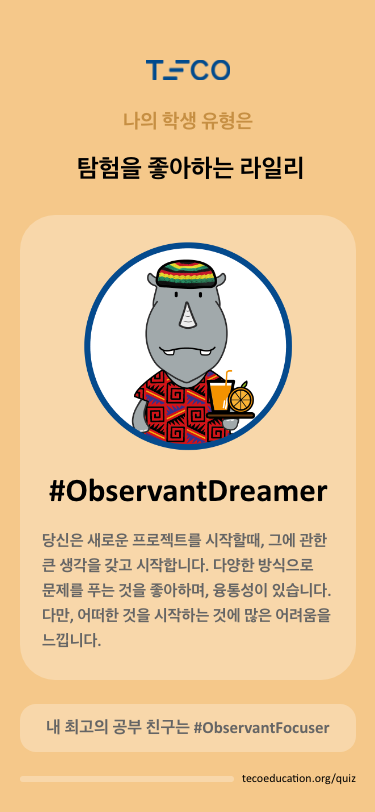 TECO
나의 학생 유형은
탐험을 좋아하는 라일리
#ObservantDreamer
당신은 새로운 프로젝트를 시작할때, 그에 관한
큰 생각을 갖고 시작합니다. 다양한 방식으로
문제를 푸는 것을 좋아하며, 융통성이 있습니다.
다만, 어떠한 것을 시작하는 것에 많은 어려움을
느낍니다.
내 최고의 공부 친구는 #ObservantFocuser
tecoeducation.org/quiz